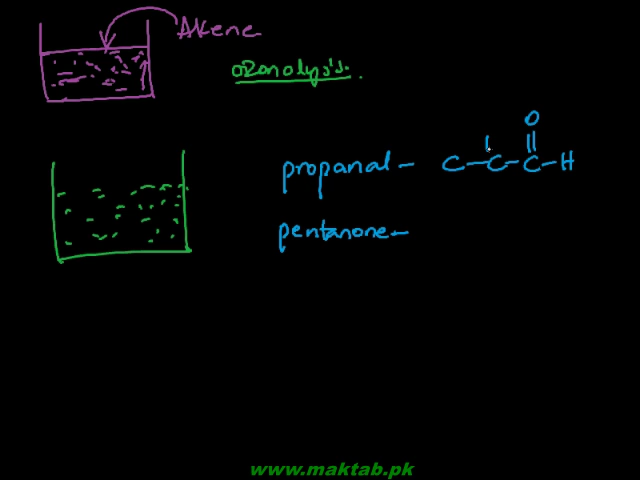 Alkene
ozonolysis.
O
||
propanal – C–C–C–H
pentanone –
www.maktab.pk